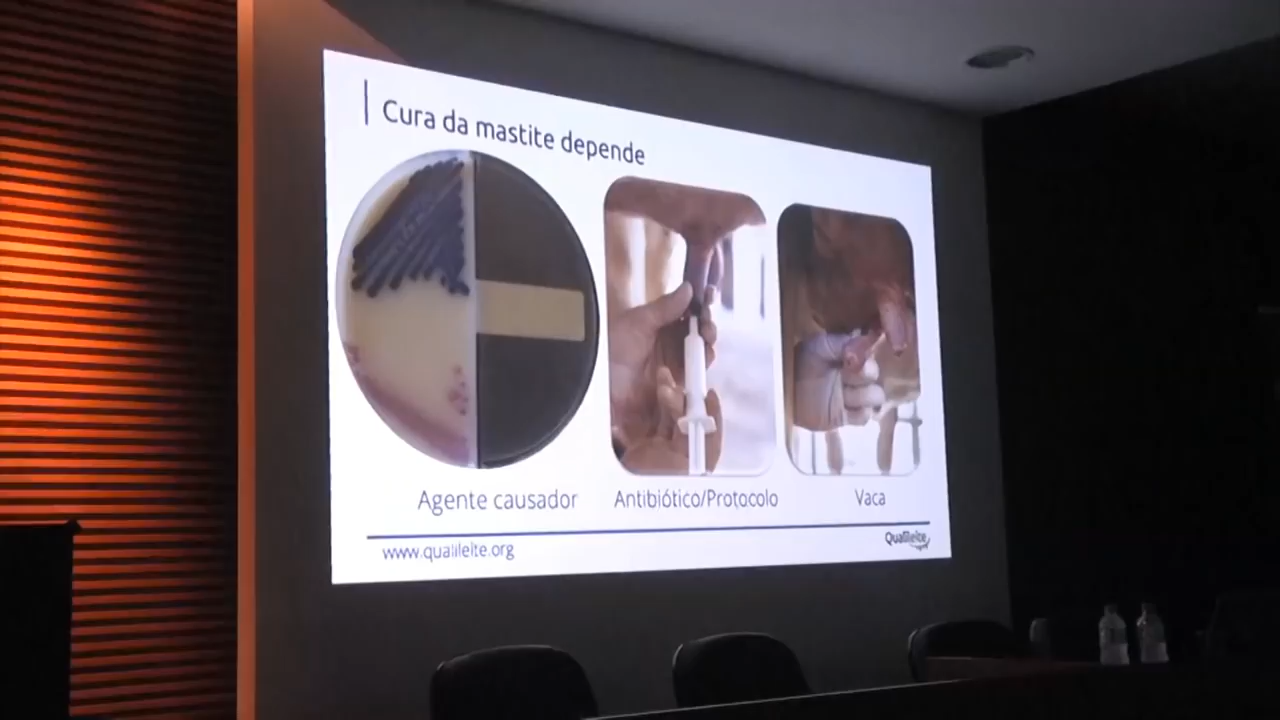 Cura da mastite depende
Agente causador
Antibiótico/Protocolo
Vaca
www.qualileite.org
Qualileite